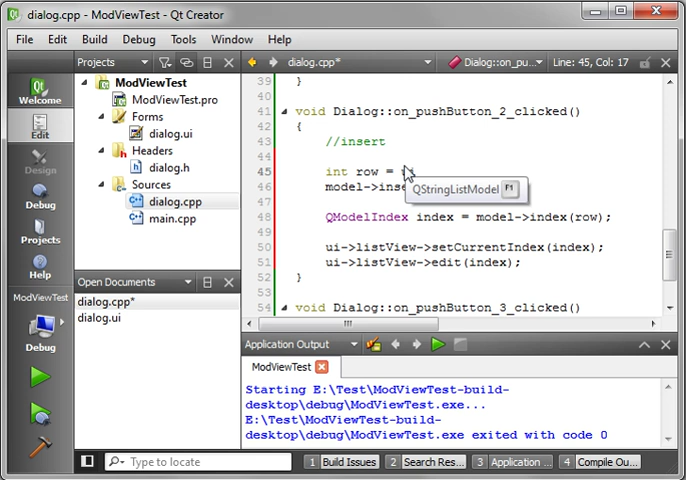 dialog.cpp* - ModViewTest - Qt Creator
File Edit Build Debug Tools Window Help
Projects
dialog.cpp*
Dialog::on_pu...
Line: 45, Col: 17
Welcome
Edit
Design
Debug
Projects
Help
ModViewTest
Debug
ModViewTest
ModViewTest.pro
Forms
dialog.ui
Headers
dialog.h
Sources
dialog.cpp
main.cpp
Open Documents
dialog.cpp*
dialog.ui
39 }
40
41 void Dialog::on_pushButton_2_clicked()
42 {
43 //insert
44
45 int row =
46 model->inse
QStringListModel F1
47
48 QModelIndex index = model->index(row);
49
50 ui->listView->setCurrentIndex(index);
51 ui->listView->edit(index);
52 }
53
54 void Dialog::on_pushButton_3_clicked()
Application Output
ModViewTest
Starting E:\Test\ModViewTest-build-
desktop\debug\ModViewTest.exe...
E:\Test\ModViewTest-build-
desktop\debug\ModViewTest.exe exited with code 0
Type to locate
1 Build Issues
2 Search Res...
3 Application ...
4 Compile Ou...